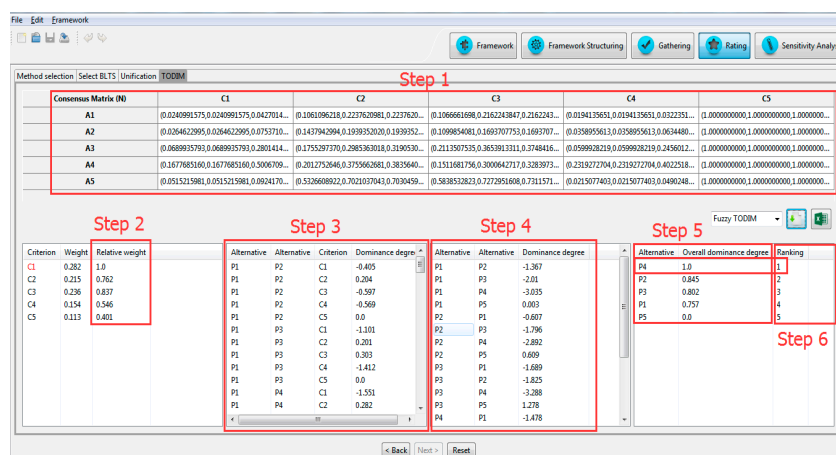 File Edit Framework
Framework Framework Structuring Gathering Rating Sensitivity Analy
Method selection Select BLTS Unification TODIM
Step 1
Consensus Matrix (N) C1 C2 C3 C4 C5
A1 (0.0240991575,0.0240991575,0.0427014... (0.1061096218,0.2237620981,0.2237620... (0.1066661698,0.2162243847,0.2162243... (0.0194135651,0.0194135651,0.0322351... (1.0000000000,1.0000000000,1.0000000...
A2 (0.0264622995,0.0264622995,0.0753710... (0.1437942994,0.1939352020,0.1939352... (0.1099854081,0.1693707753,0.1693707... (0.0358955613,0.0358955613,0.0634480... (1.0000000000,1.0000000000,1.0000000...
A3 (0.0689935793,0.0689935793,0.2801414... (0.1755297370,0.2985363018,0.3190530... (0.2113507535,0.3653913311,0.3748416... (0.0599928219,0.0599928219,0.2456012... (1.0000000000,1.0000000000,1.0000000...
A4 (0.1677685160,0.1677685160,0.5006709... (0.2012752646,0.3755662681,0.3835640... (0.1511681756,0.3000642717,0.3283973... (0.2319272704,0.2319272704,0.4022518... (1.0000000000,1.0000000000,1.0000000...
A5 (0.0515215981,0.0515215981,0.0924170... (0.5326608922,0.7021037043,0.7030459... (0.5838532823,0.7272951608,0.7311571... (0.0215077403,0.0215077403,0.0490248... (1.0000000000,1.0000000000,1.0000000...
Fuzzy TODIM
Step 2
Criterion Weight Relative weight
C1 0.282 1.0
C2 0.215 0.762
C3 0.236 0.837
C4 0.154 0.546
C5 0.113 0.401
Step 3
Alternative Alternative Criterion Dominance degree
P1 P2 C1 -0.405
P1 P2 C2 0.204
P1 P2 C3 -0.597
P1 P2 C4 -0.569
P1 P2 C5 0.0
P1 P3 C1 -1.101
P1 P3 C2 0.201
P1 P3 C3 0.303
P1 P3 C4 -1.412
P1 P3 C5 0.0
P1 P4 C1 -1.551
P1 P4 C2 0.282
Step 4
Alternative Alternative Dominance degree
P1 P2 -1.367
P1 P3 -2.01
P1 P4 -3.035
P1 P5 0.003
P2 P1 -0.607
P2 P3 -1.796
P2 P4 -2.892
P2 P5 0.609
P3 P1 -1.689
P3 P2 -1.825
P3 P4 -3.288
P3 P5 1.278
P4 P1 -1.478
Step 5
Alternative Overall dominance degree Ranking
P4 1.0 1
P2 0.845 2
P3 0.802 3
P1 0.757 4
P5 0.0 5
Step 6
< Back Next > Reset